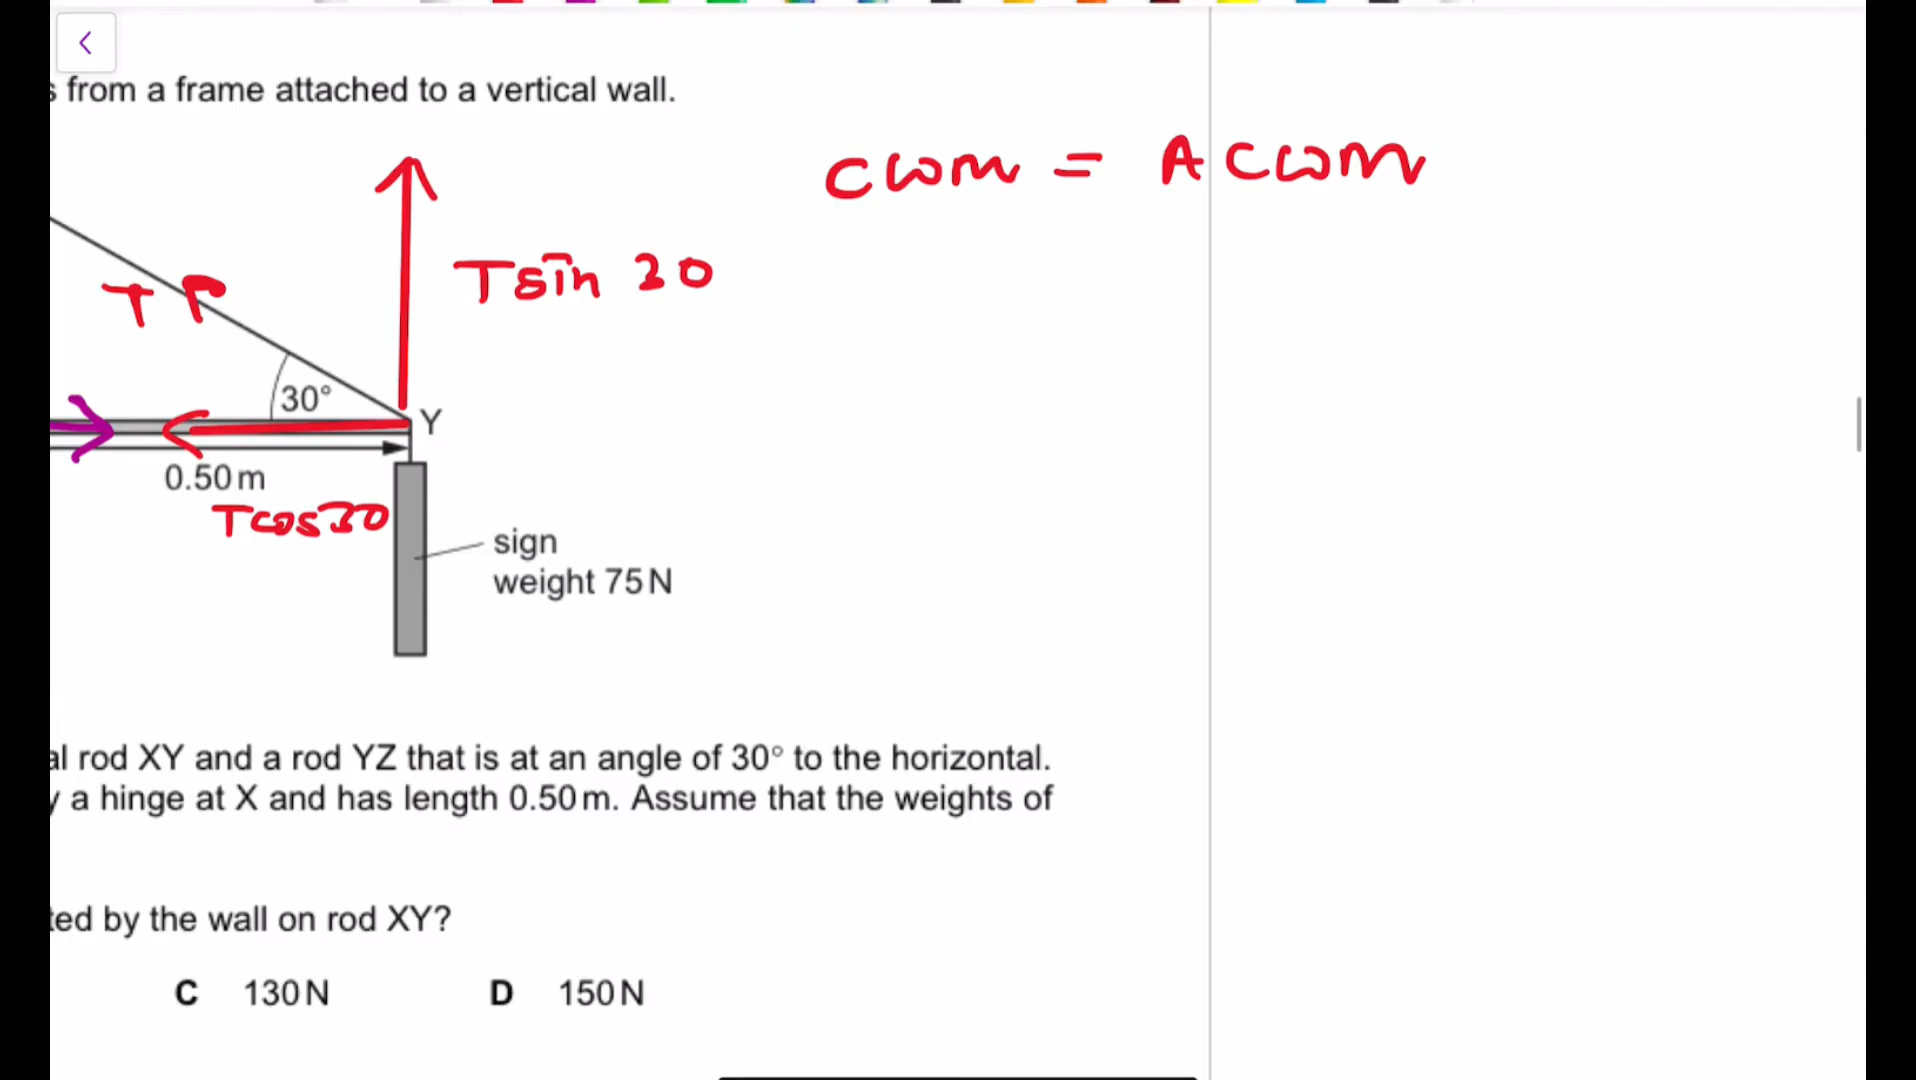 from a frame attached to a vertical wall.
CWM = ACWM
T sin 30
T
30°
Y
0.50 m
Tcos30
sign
weight 75 N
al rod XY and a rod YZ that is at an angle of 30° to the horizontal.
a hinge at X and has length 0.50 m. Assume that the weights of
ted by the wall on rod XY?
C 130 N D 150 N